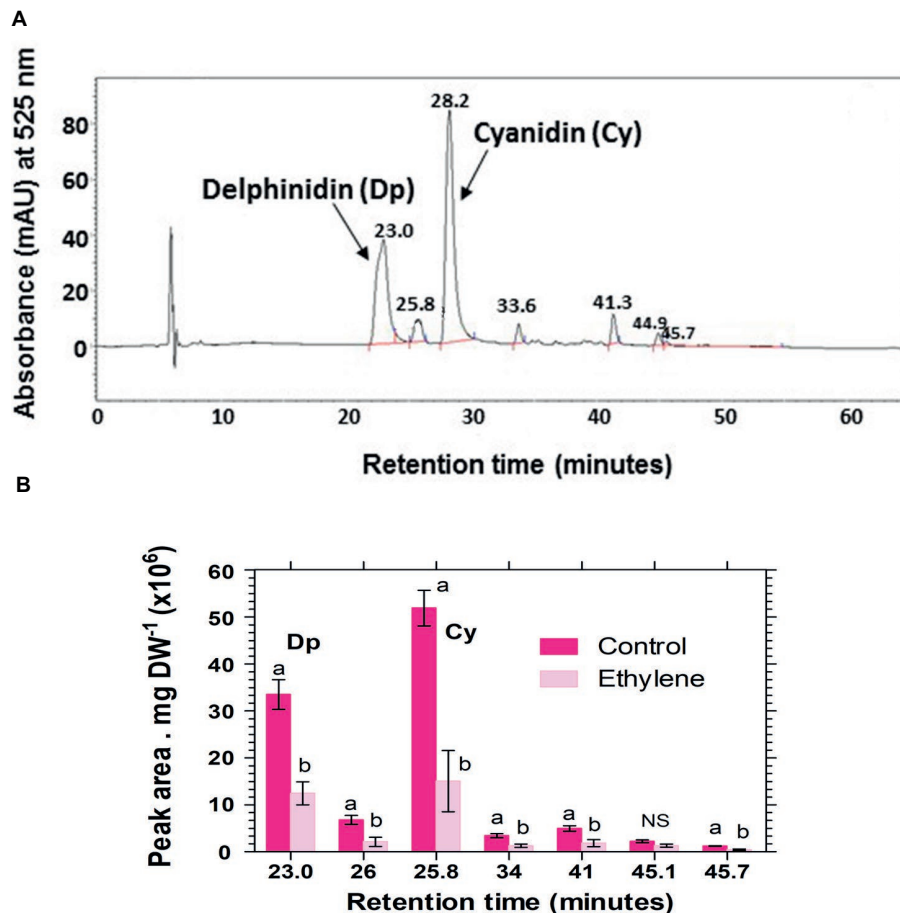 A
Absorbance (mAU) at 525 nm
80
60
40
20
0
28.2
Cyanidin (Cy)
Delphinidin (Dp)
23.0
25.8
33.6
41.3
44.9
45.7
0 10 20 30 40 50 60
Retention time (minutes)
B
Peak area . mg DW⁻¹ (x10⁶)
60
50
40
30
20
10
0
Dp
Cy
Control
Ethylene
a b a b a b a b a b NS a b
23.0 26 25.8 34 41 45.1 45.7
Retention time (minutes)